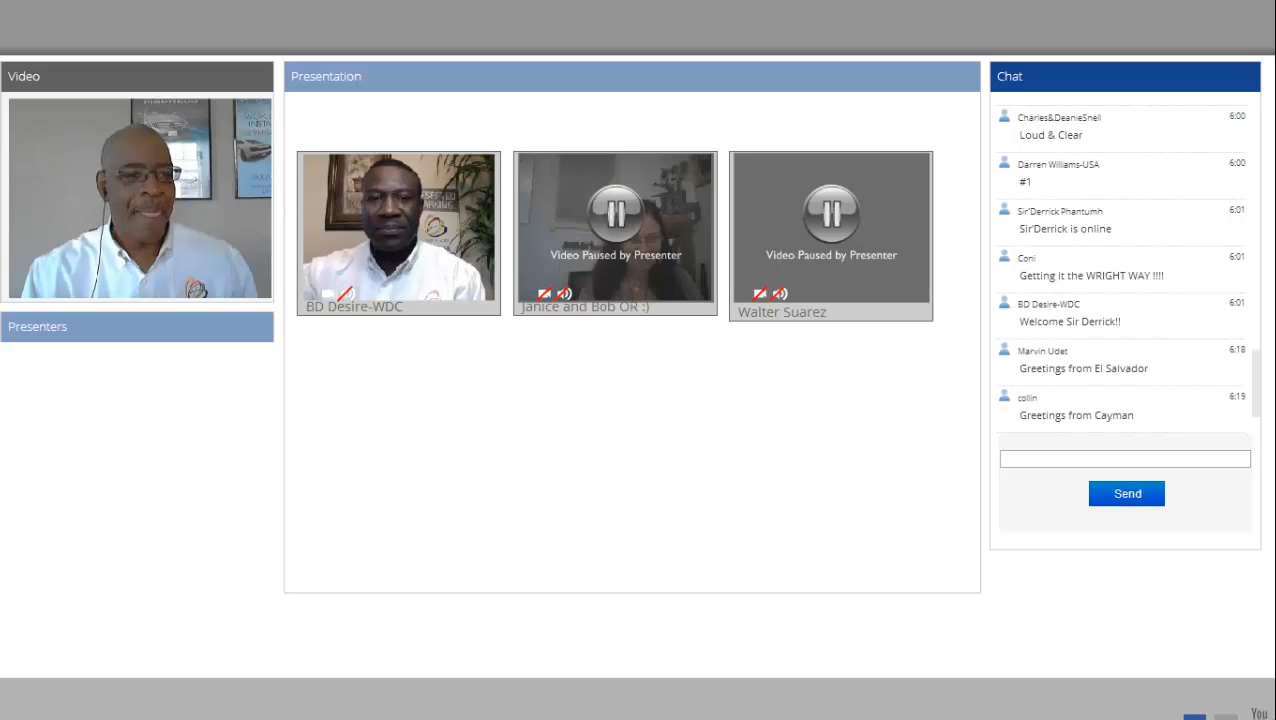 Video
Presentation
BD Desire-WDC
Video Paused by Presenter
Janice and Bob OR :)
Video Paused by Presenter
Walter Suarez
Presenters
Chat
Charles&DeanieSnell 6:00
Loud & Clear
Darren Williams-USA 6:00
#1
Sir'Derrick Phantumh 6:01
Sir'Derrick is online
Coni 6:01
Getting it the WRIGHT WAY !!!!
BD Desire-WDC 6:01
Welcome Sir Derrick!!
Marvin Udet 6:18
Greetings from El Salvador
collin 6:19
Greetings from Cayman
Send
You